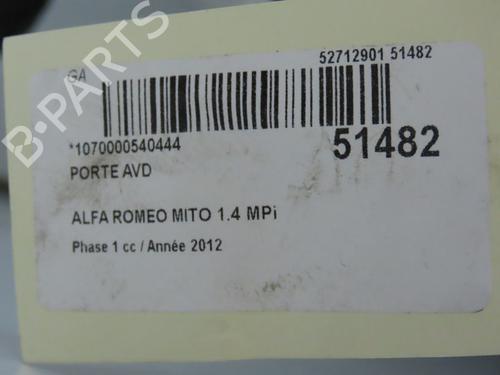 B-PARTS
GA
52712901 51482
*1070000540444
51482
PORTE AVD
ALFA ROMEO MITO 1.4 MPi
Phase 1 cc / Année 2012